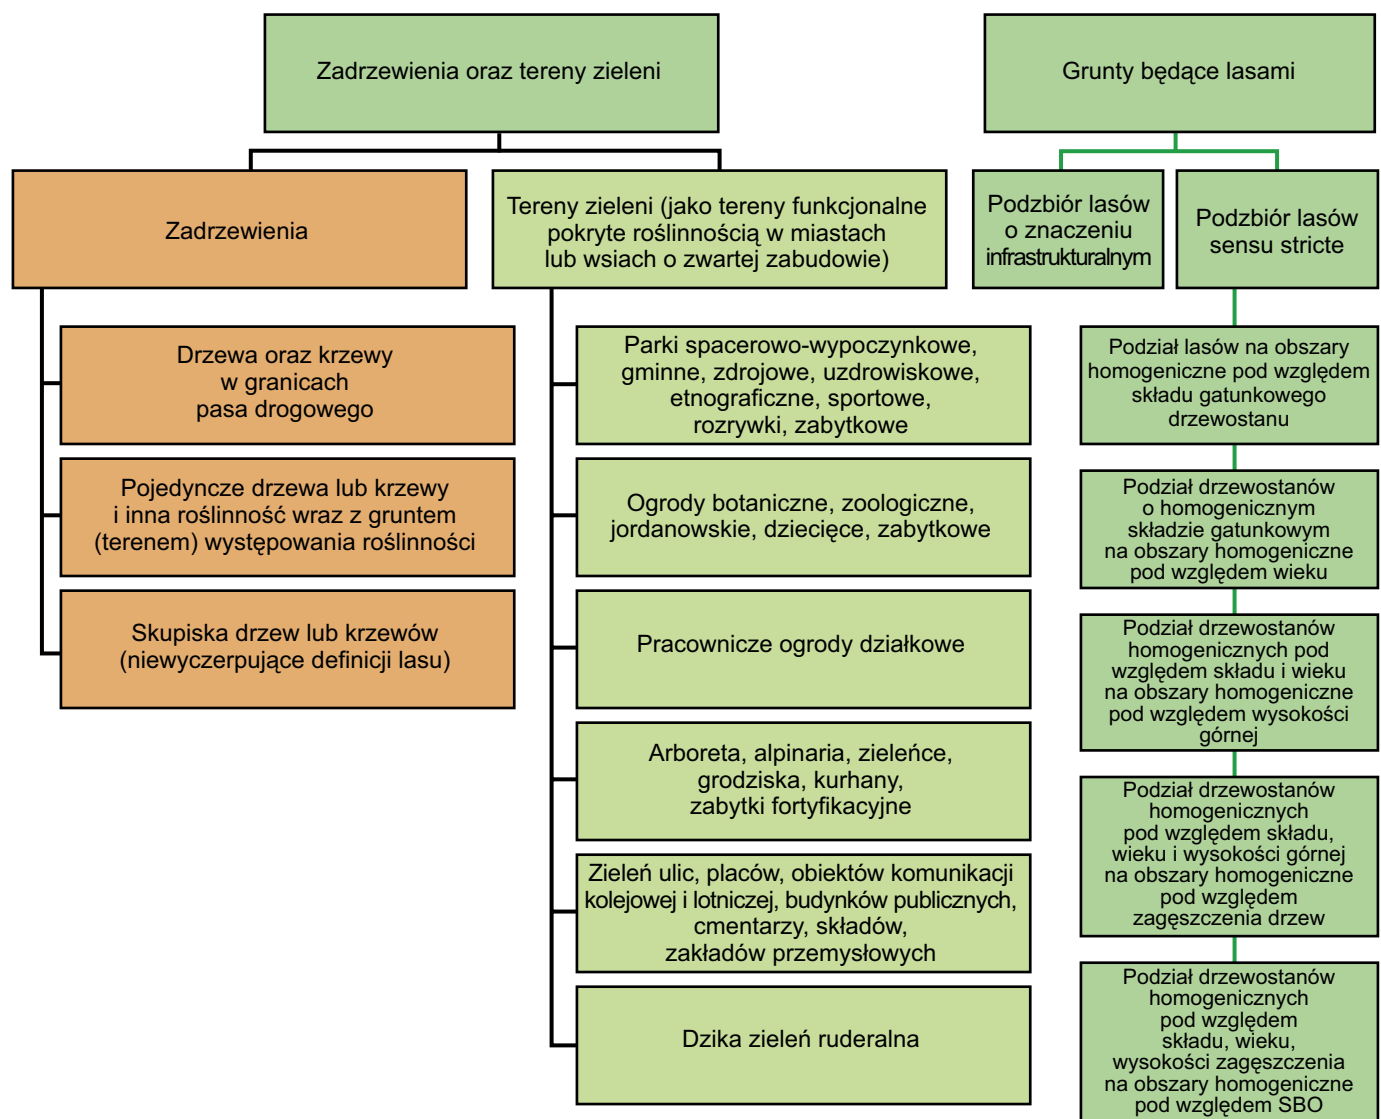 Zadrzewienia oraz tereny zieleni
Grunty będące lasami
Zadrzewienia
Tereny zieleni (jako tereny funkcjonalne
pokryte roślinnością w miastach
lub wsiach o zwartej zabudowie)
Podzbiór lasów
o znaczeniu
infrastrukturalnym
Podzbiór lasów
sensu stricte
Drzewa oraz krzewy
w granicach
pasa drogowego
Pojedyncze drzewa lub krzewy
i inna roślinność wraz z gruntem
(terenem) występowania roślinności
Skupiska drzew lub krzewów
(niewyczerpujące definicji lasu)
Parki spacerowo-wypoczynkowe,
gminne, zdrojowe, uzdrowiskowe,
etnograficzne, sportowe,
rozrywki, zabytkowe
Ogrody botaniczne, zoologiczne,
jordanowskie, dziecięce, zabytkowe
Pracownicze ogrody działkowe
Arboreta, alpinaria, zieleńce,
grodziska, kurhany,
zabytki fortyfikacyjne
Zieleń ulic, placów, obiektów komunikacji
kolejowej i lotniczej, budynków publicznych,
cmentarzy, składów,
zakładów przemysłowych
Dzika zieleń ruderalna
Podział lasów na obszary
homogeniczne pod względem
składu gatunkowego
drzewostanu
Podział drzewostanów
o homogenicznym
składzie gatunkowym
na obszary homogeniczne
pod względem wieku
Podział drzewostanów
homogenicznych pod
względem składu i wieku
na obszary homogeniczne
pod względem wysokości
górnej
Podział drzewostanów
homogenicznych
pod względem składu,
wieku i wysokości górnej
na obszary homogeniczne
pod względem
zagęszczenia drzew
Podział drzewostanów
homogenicznych
pod względem
składu, wieku,
wysokości zagęszczenia
na obszary homogeniczne
pod względem SBO